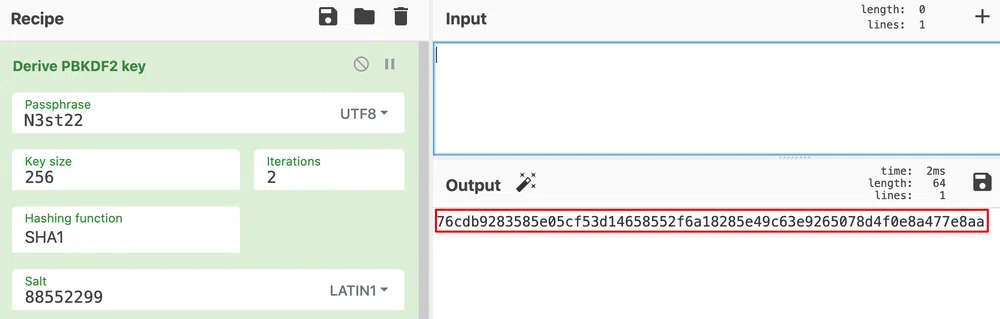 Recipe
Derive PBKDF2 key
Passphrase
N3st22
UTF8
Key size
256
Iterations
2
Hashing function
SHA1
Salt
88552299
LATIN1
Input
length: 0
lines: 1
Output
time: 2ms
length: 64
lines: 1
76cdb9283585e05cf53d14658552f6a18285e49c63e9265078d4f0e8a477e8aa